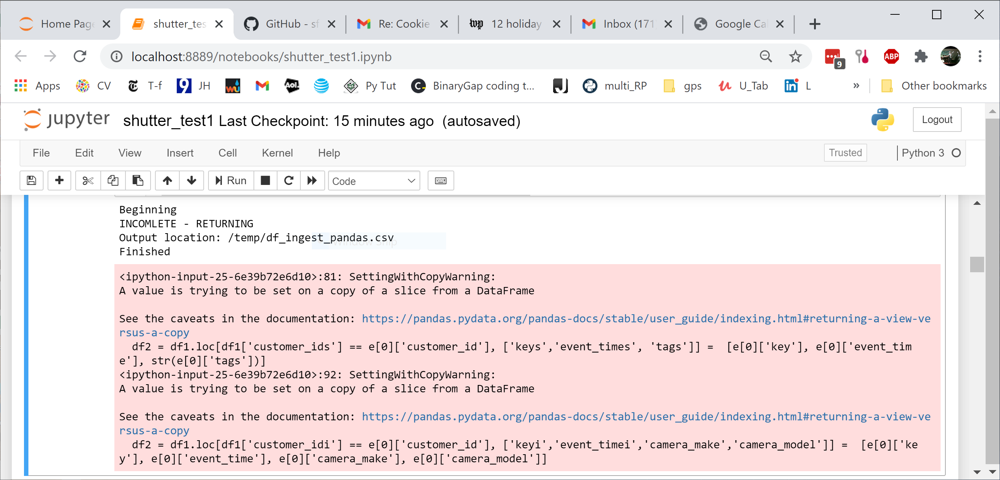 Home Page
shutter_tes
GitHub - sf
Re: Cookie
wp
12 holiday
Inbox (171
Google Cal
localhost:8889/notebooks/shutter_test1.ipynb
9
ABP
Apps
CV
T-f
9
JH
wu
Aol.
Py Tut
C
BinaryGap coding t...
J
multi_RP
gps
U_Tab
in
L
»
Other bookmarks
jupyter
shutter_test1 Last Checkpoint: 15 minutes ago (autosaved)
Logout
File Edit View Insert Cell Kernel Help
Trusted
Python 3
Run
Code
Beginning
INCOMLETE - RETURNING
Output location: /temp/df_ingest_pandas.csv
Window Snip
Finished
<ipython-input-25-6e39b72e6d10>:81: SettingWithCopyWarning:
A value is trying to be set on a copy of a slice from a DataFrame
See the caveats in the documentation: https://pandas.pydata.org/pandas-docs/stable/user_guide/indexing.html#returning-a-view-ve
rsus-a-copy
df2 = df1.loc[df1['customer_ids'] == e[0]['customer_id'], ['keys','event_times', 'tags']] =  [e[0]['key'], e[0]['event_tim
e'], str(e[0]['tags'])]
<ipython-input-25-6e39b72e6d10>:92: SettingWithCopyWarning:
A value is trying to be set on a copy of a slice from a DataFrame
See the caveats in the documentation: https://pandas.pydata.org/pandas-docs/stable/user_guide/indexing.html#returning-a-view-ve
rsus-a-copy
df2 = df1.loc[df1['customer_idi'] == e[0]['customer_id'], ['keyi','event_timei','camera_make','camera_model']] =  [e[0]['ke
y'], e[0]['event_time'], e[0]['camera_make'], e[0]['camera_model']]